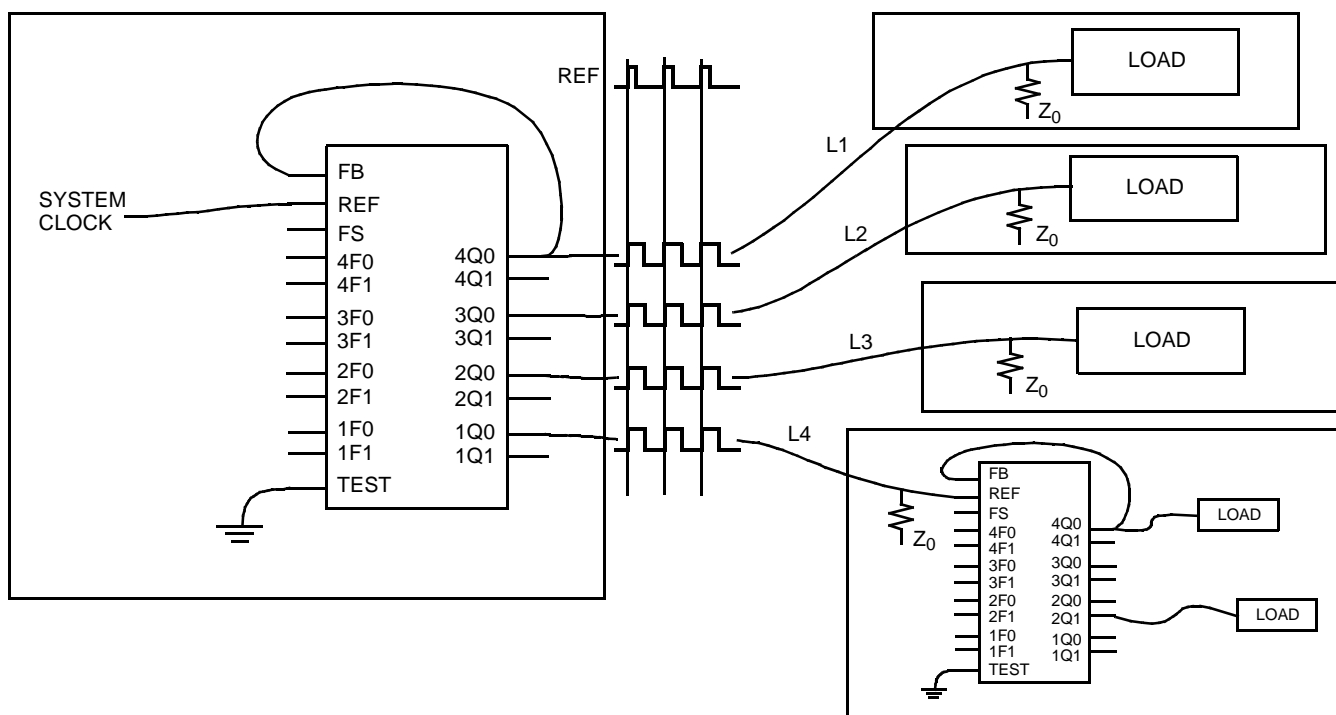 SYSTEM
CLOCK
FB
REF
FS
4F0
4F1
3F0
3F1
2F0
2F1
1F0
1F1
TEST
4Q0
4Q1
3Q0
3Q1
2Q0
2Q1
1Q0
1Q1
REF
L1
L2
L3
L4
LOAD
Z0
LOAD
Z0
LOAD
Z0
Z0
FB
REF
FS
4F0
4F1
3F0
3F1
2F0
2F1
1F0
1F1
TEST
4Q0
4Q1
3Q0
3Q1
2Q0
2Q1
1Q0
1Q1
LOAD
LOAD